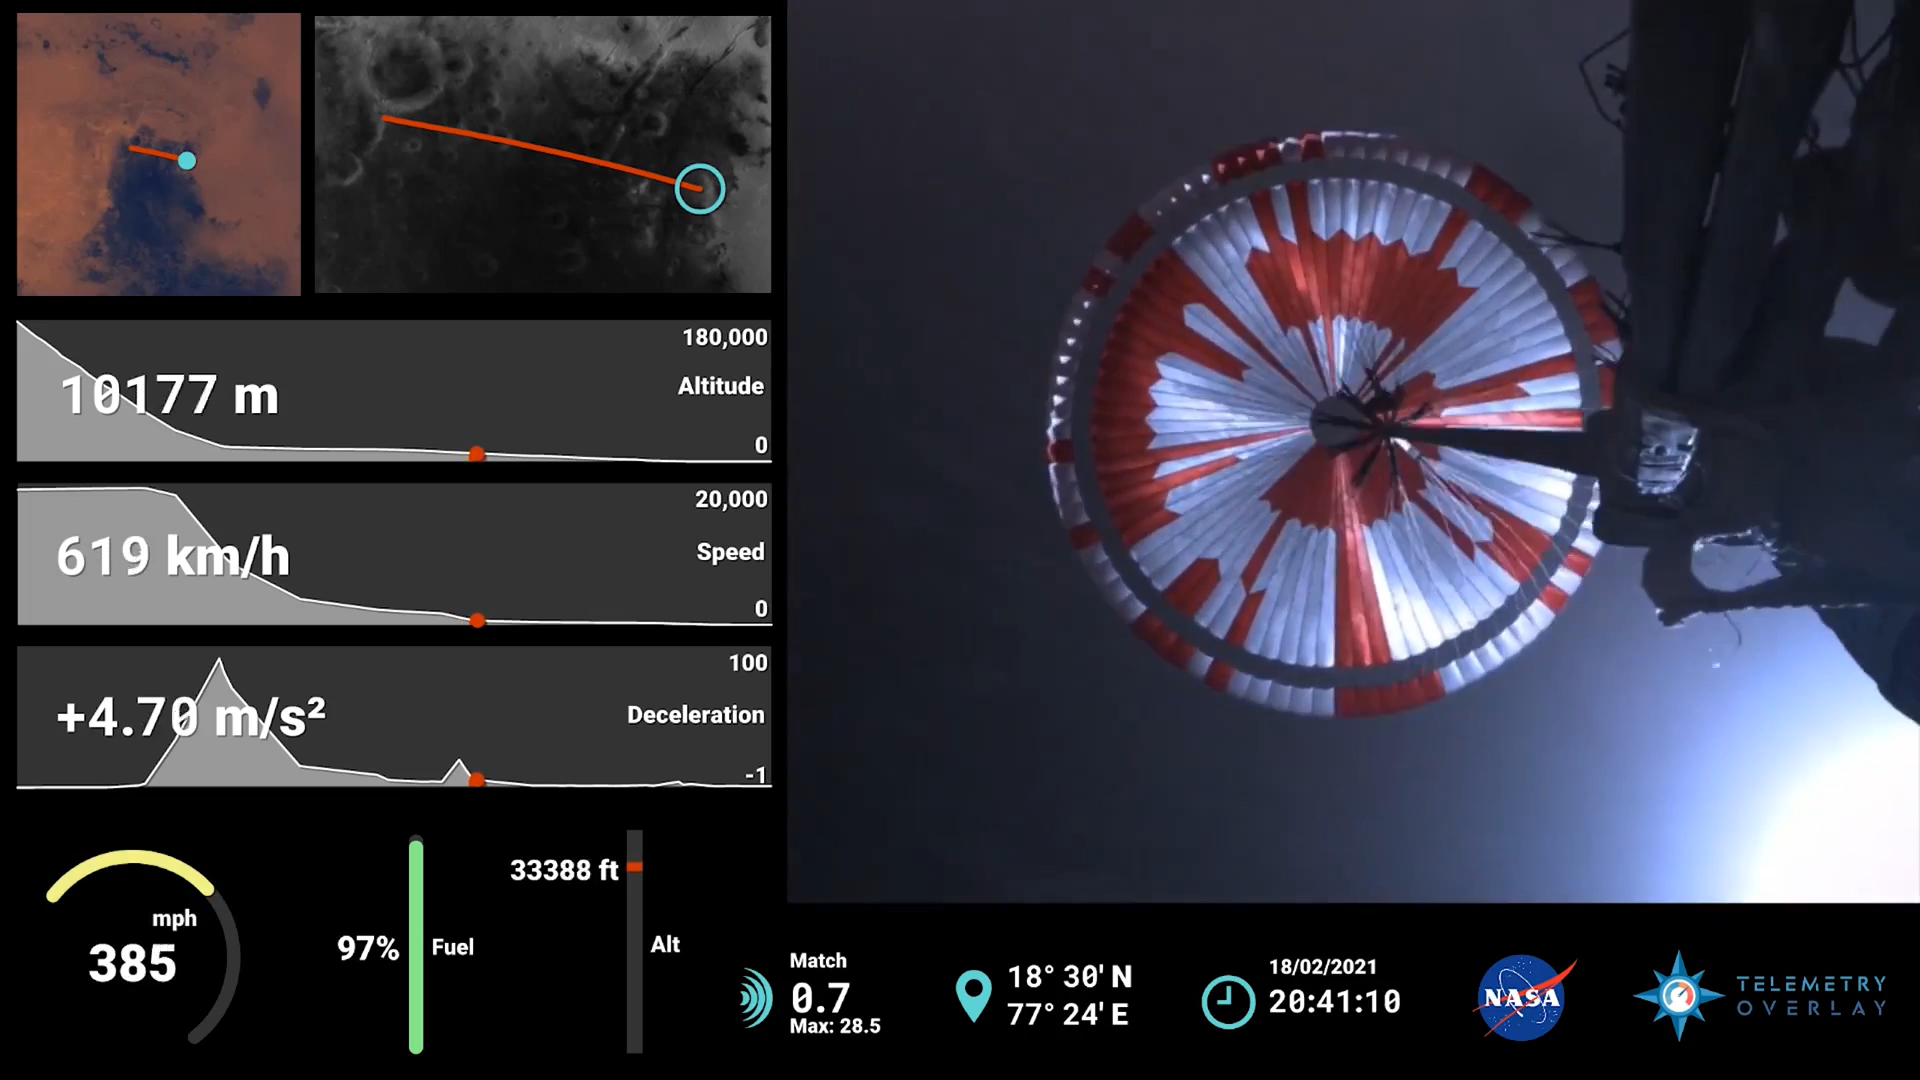 180,000
10177 m
Altitude
0
20,000
619 km/h
Speed
0
100
+4.70 m/s²
Deceleration
-1
mph
385
97%
Fuel
33388 ft
Alt
Match
0.7
Max: 28.5
18° 30' N
77° 24' E
18/02/2021
20:41:10
NASA
TELEMETRY
OVERLAY